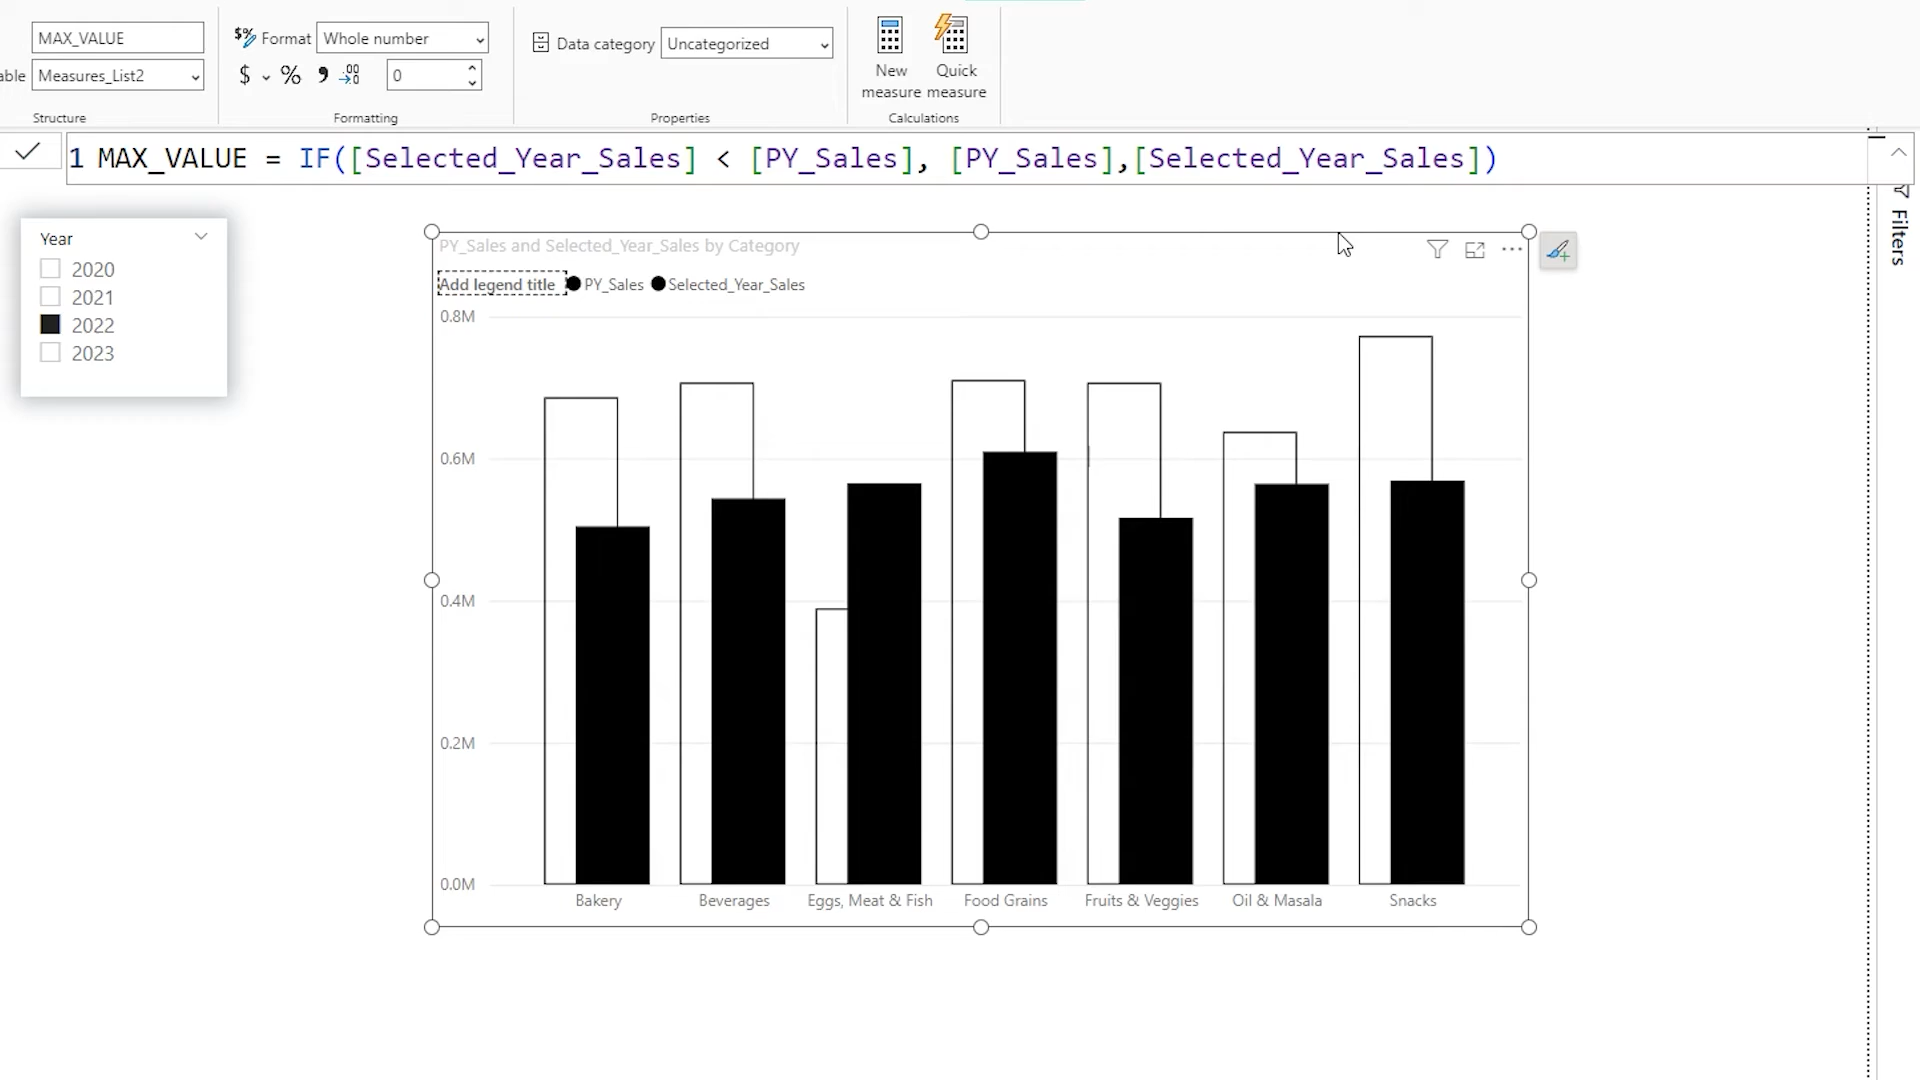 MAX_VALUE
Format
Whole number
able
Measures_List2
$ % 9 .00 →0
0
Structure
Formatting
Data category
Uncategorized
Properties
New measure
Quick measure
Calculations
1 MAX_VALUE = IF([Selected_Year_Sales] < [PY_Sales], [PY_Sales],[Selected_Year_Sales])
Filters
Year
2020
2021
2022
2023
PY_Sales and Selected_Year_Sales by Category
Add legend title PY_Sales Selected_Year_Sales
0.8M
0.6M
0.4M
0.2M
0.0M
Bakery Beverages Eggs, Meat & Fish Food Grains Fruits & Veggies Oil & Masala Snacks